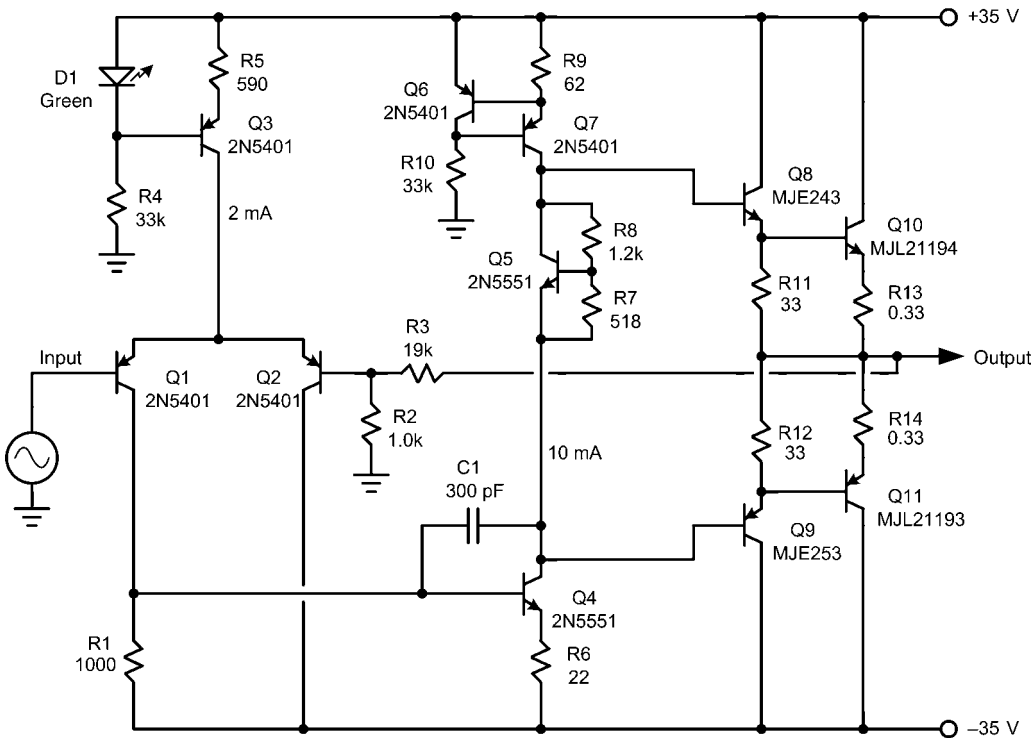 +35 V
D1
Green
R5
590
Q3
2N5401
R4
33k
2 mA
Q6
2N5401
R9
62
Q7
2N5401
R10
33k
Q8
MJE243
Q10
MJL21194
R8
1.2k
Q5
2N5551
R7
518
R11
33
R13
0.33
Input
Q1
2N5401
Q2
2N5401
R3
19k
R2
1.0k
Output
R12
33
R14
0.33
10 mA
C1
300 pF
Q9
MJE253
Q11
MJL21193
Q4
2N5551
R1
1000
R6
22
–35 V